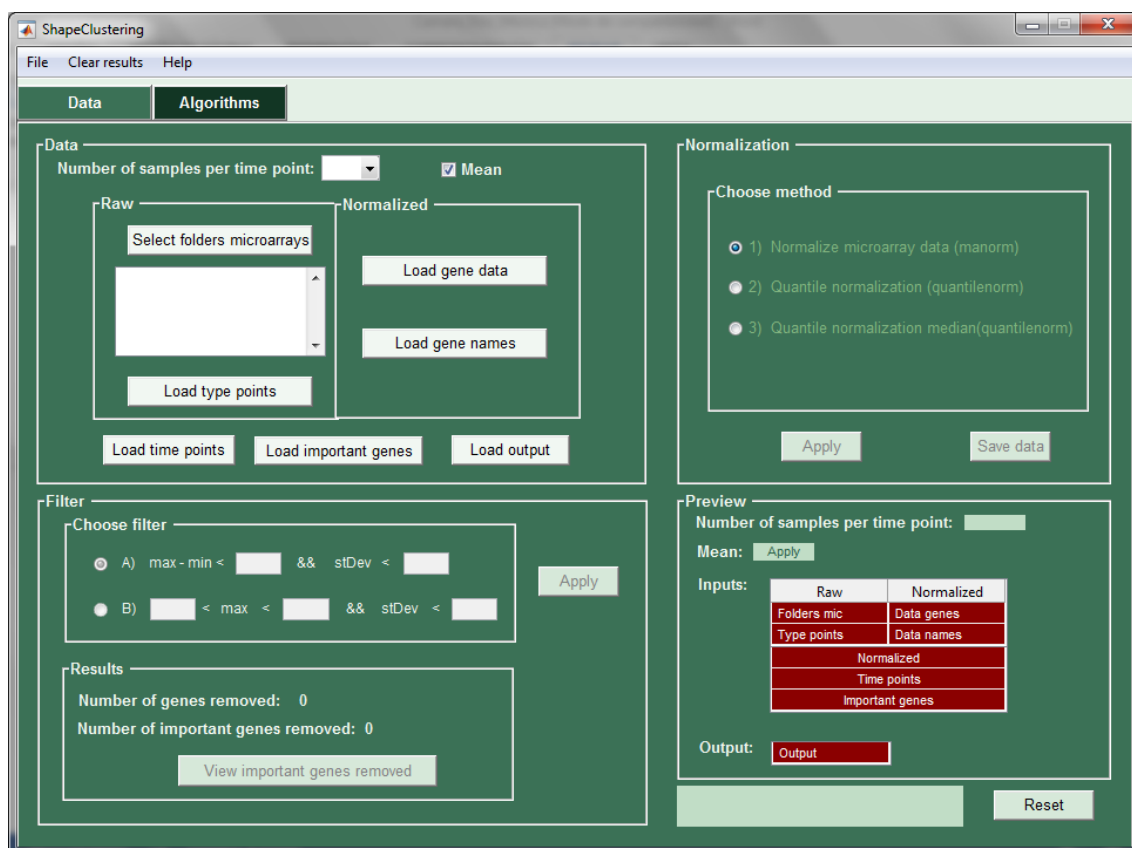 ShapeClustering
File Clear results Help
Data Algorithms
Data
Number of samples per time point: Mean
Raw
Select folders microarrays
Load type points
Normalized
Load gene data
Load gene names
Load time points Load important genes Load output
Normalization
Choose method
1) Normalize microarray data (manorm)
2) Quantile normalization (quantilenorm)
3) Quantile normalization median(quantilenorm)
Apply Save data
Filter
Choose filter
A) max - min < && stDev <
B) < max < && stDev <
Apply
Results
Number of genes removed: 0
Number of important genes removed: 0
View important genes removed
Preview
Number of samples per time point:
Mean: Apply
Inputs:
Raw Normalized
Folders mic Data genes
Type points Data names
Normalized
Time points
Important genes
Output: Output
Reset